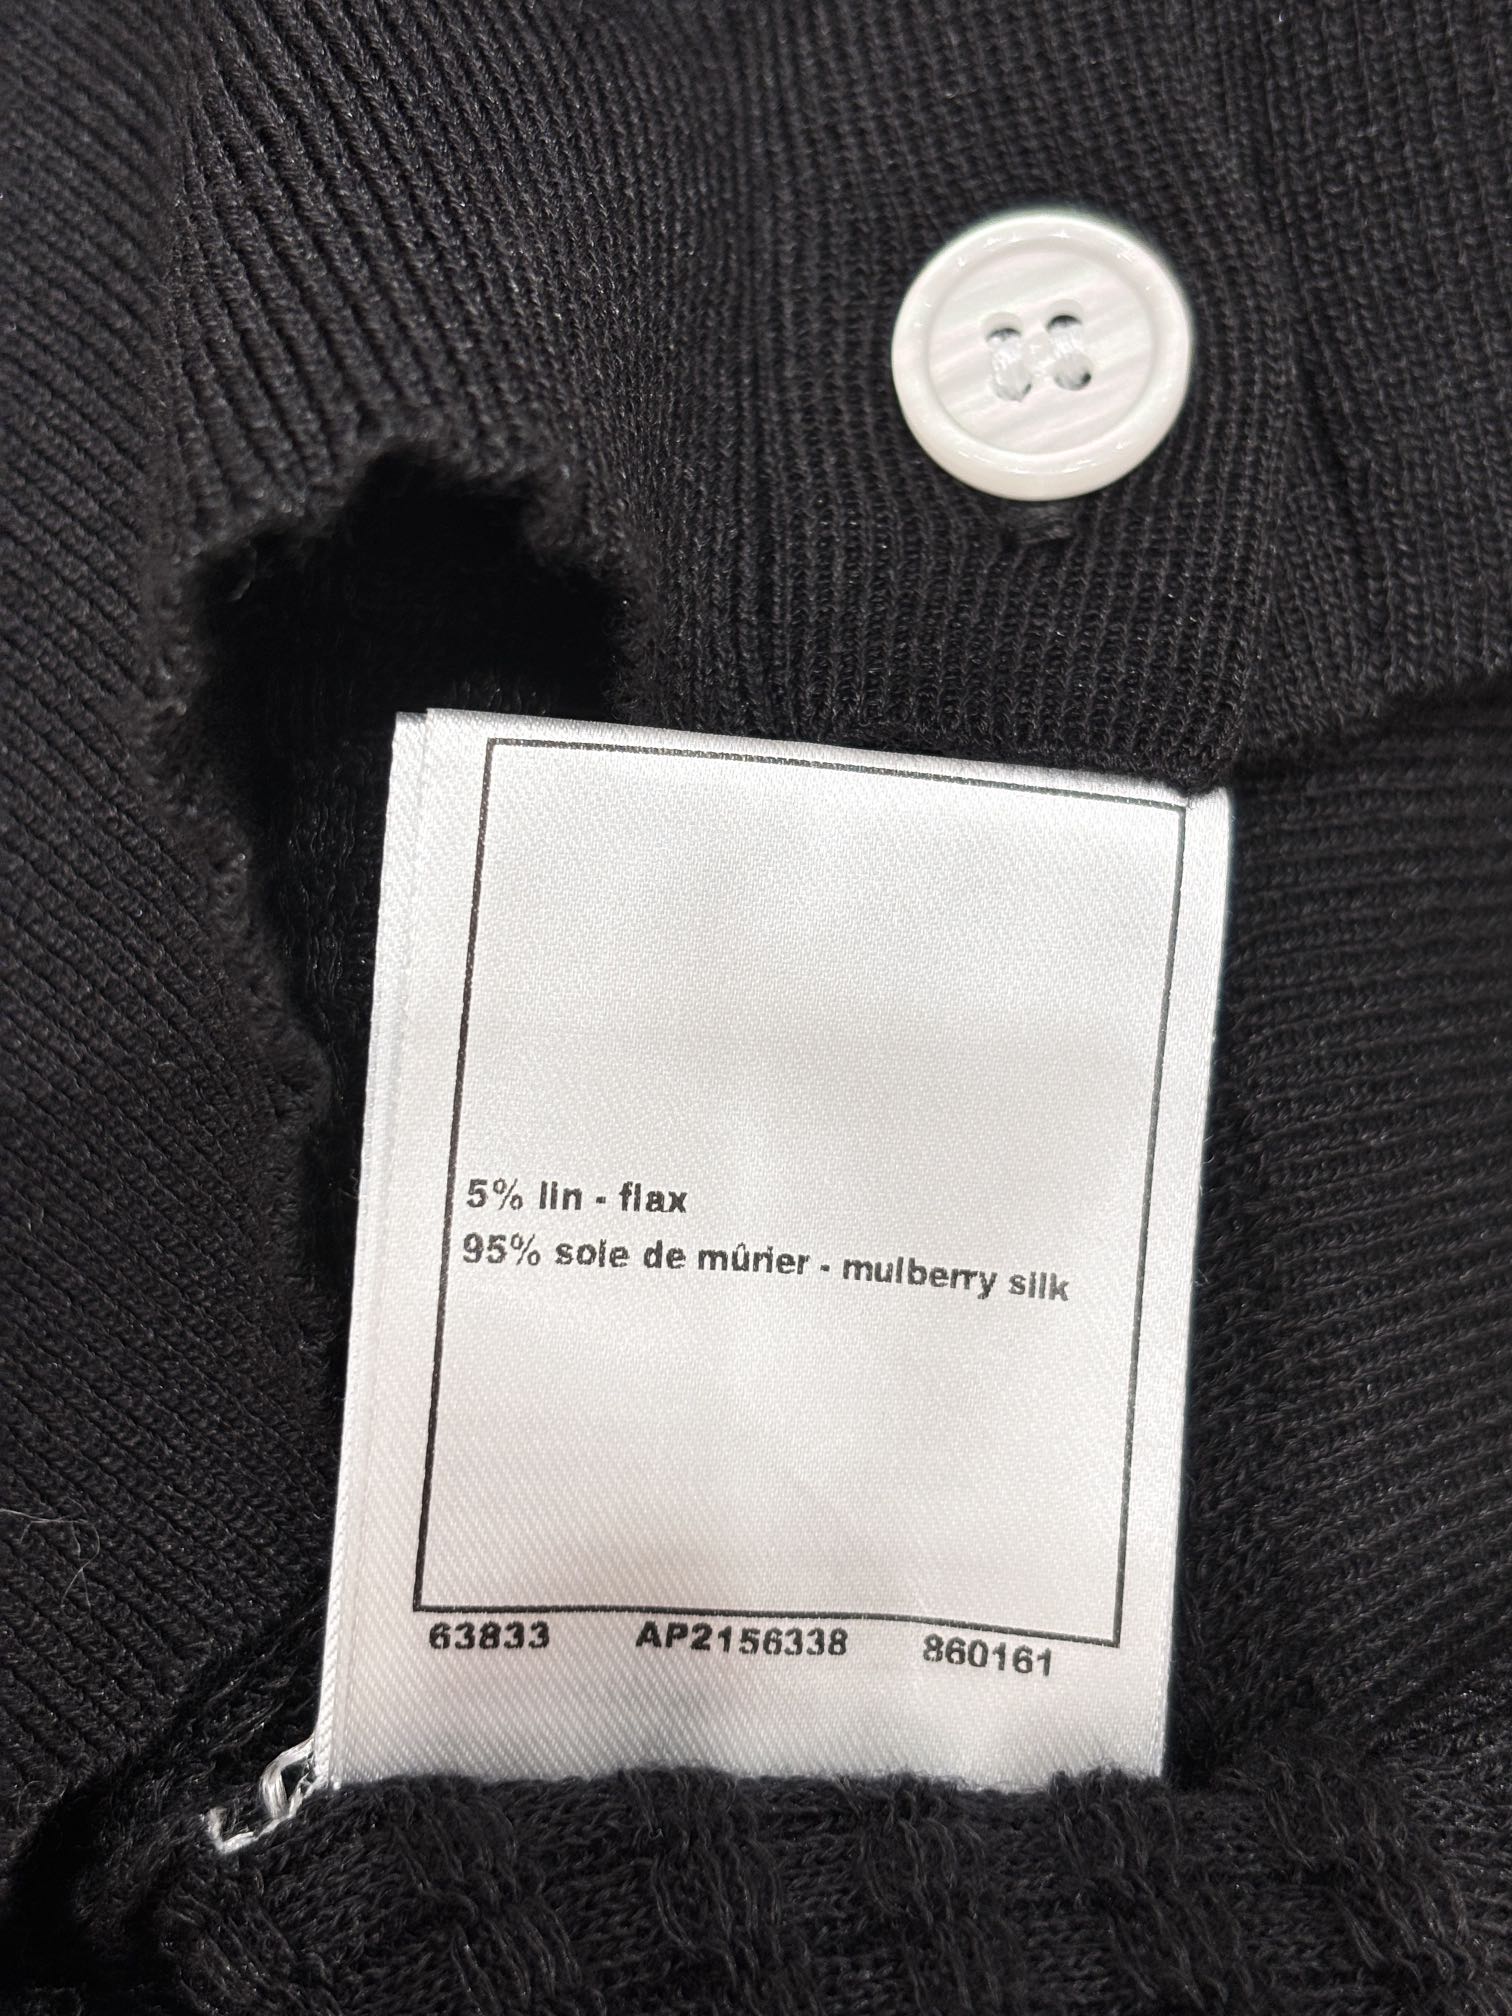 5% lin - flax
95% soie de mûrier - mulberry silk
63833 AP2156338 860161